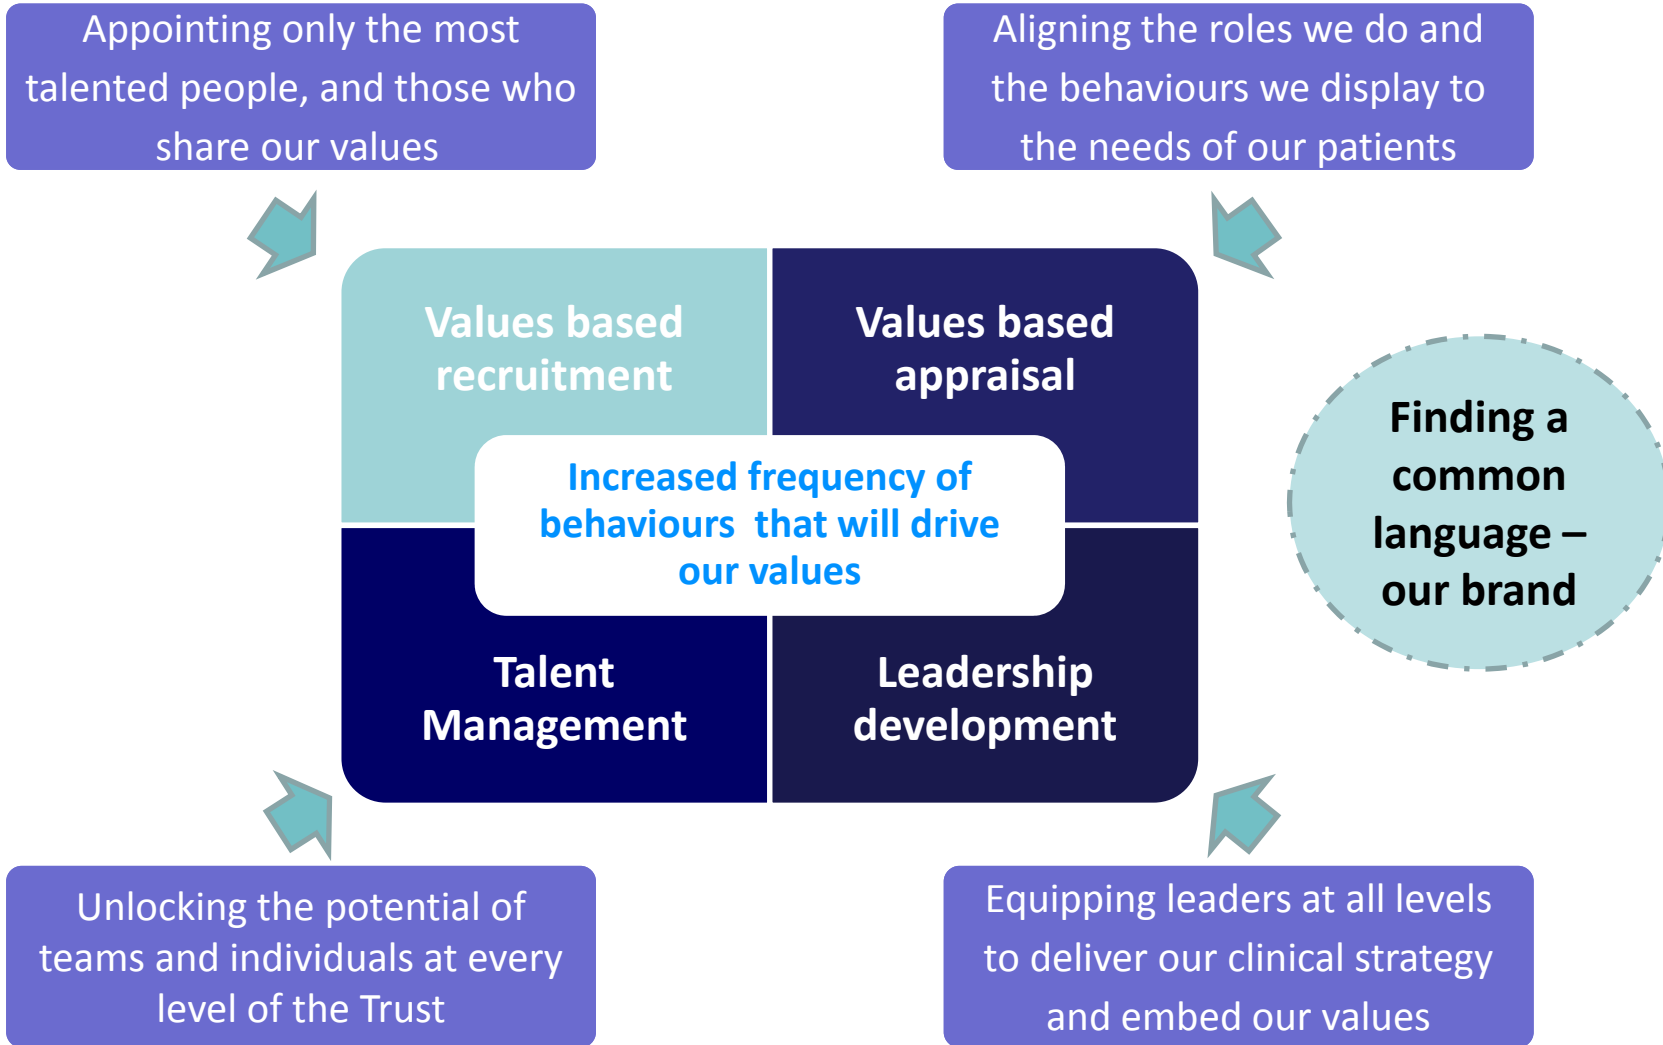 Appointing only the most
talented people, and those who
share our values
Aligning the roles we do and
the behaviours we display to
the needs of our patients
Values based
recruitment
Values based
appraisal
Increased frequency of
behaviours  that will drive
our values
Finding a
common
language –
our brand
Talent
Management
Leadership
development
Unlocking the potential of
teams and individuals at every
level of the Trust
Equipping leaders at all levels
to deliver our clinical strategy
and embed our values